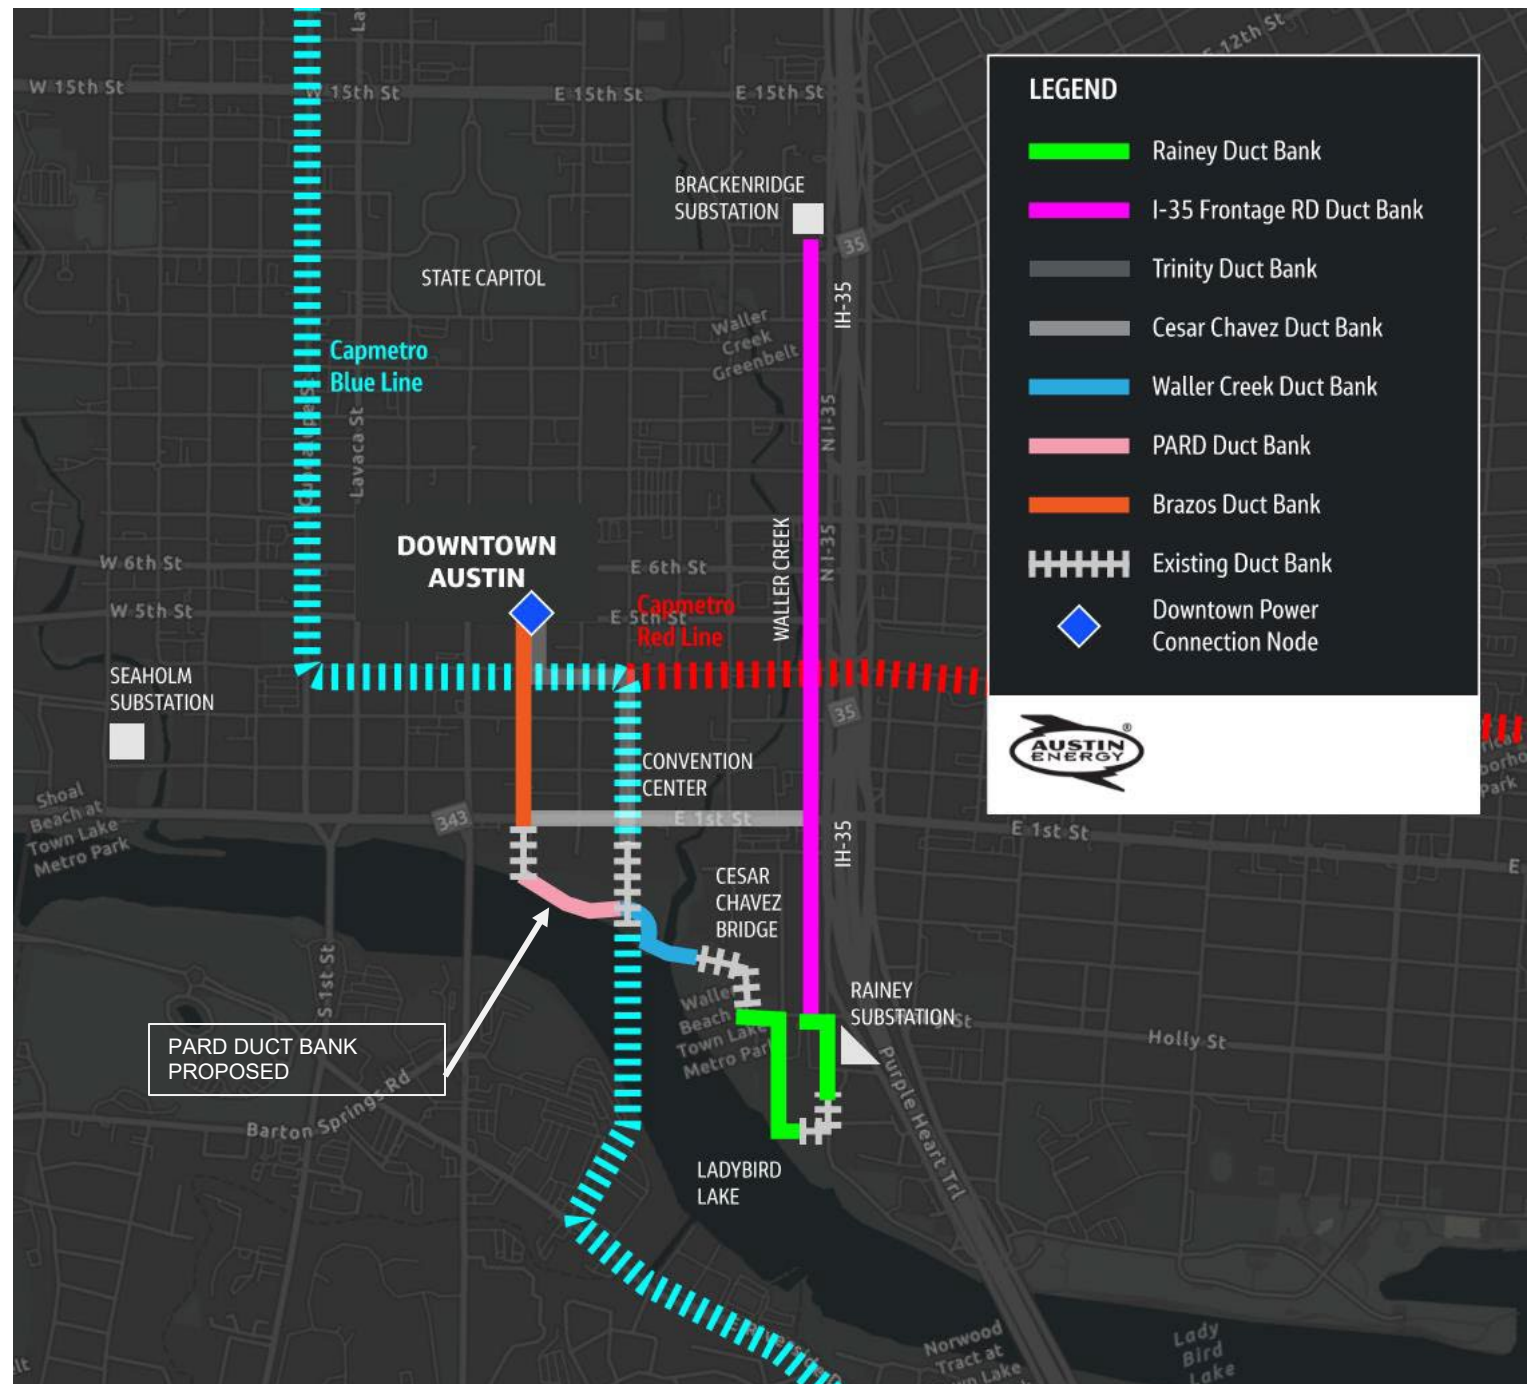 E 12th St
W 15th St
W 15th St
E 15th St
E 15th St
LEGEND
Rainey Duct Bank
I-35 Frontage RD Duct Bank
Trinity Duct Bank
Cesar Chavez Duct Bank
Waller Creek Duct Bank
PARD Duct Bank
Brazos Duct Bank
Existing Duct Bank
Downtown Power
Connection Node
AUSTIN
ENERGY
®
BRACKENRIDGE
SUBSTATION
35
STATE CAPITOL
IH-35
Waller
Creek
Greenbelt
Capmetro
Blue Line
Lavaca St
N I-35
DOWNTOWN
AUSTIN
W 6th St
E 6th St
N I-35
WALLER CREEK
W 5th St
E 5th St
Capmetro
Red Line
SEAHOLM
SUBSTATION
35
CONVENTION
CENTER
Shoal
Beach at
Town Lake
Metro Park
343
E 1st St
IH-35
E 1st St
E
Park
CESAR
CHAVEZ
BRIDGE
S 1st St
Waller
Beach
Town Lake
Metro Park
RAINEY
SUBSTATION
Holly St
PARD DUCT BANK
PROPOSED
Barton Springs Rd
Purple Heart Trl
LADYBIRD
LAKE
Norwood
Tract at
Lake
Lady
Bird
Lake